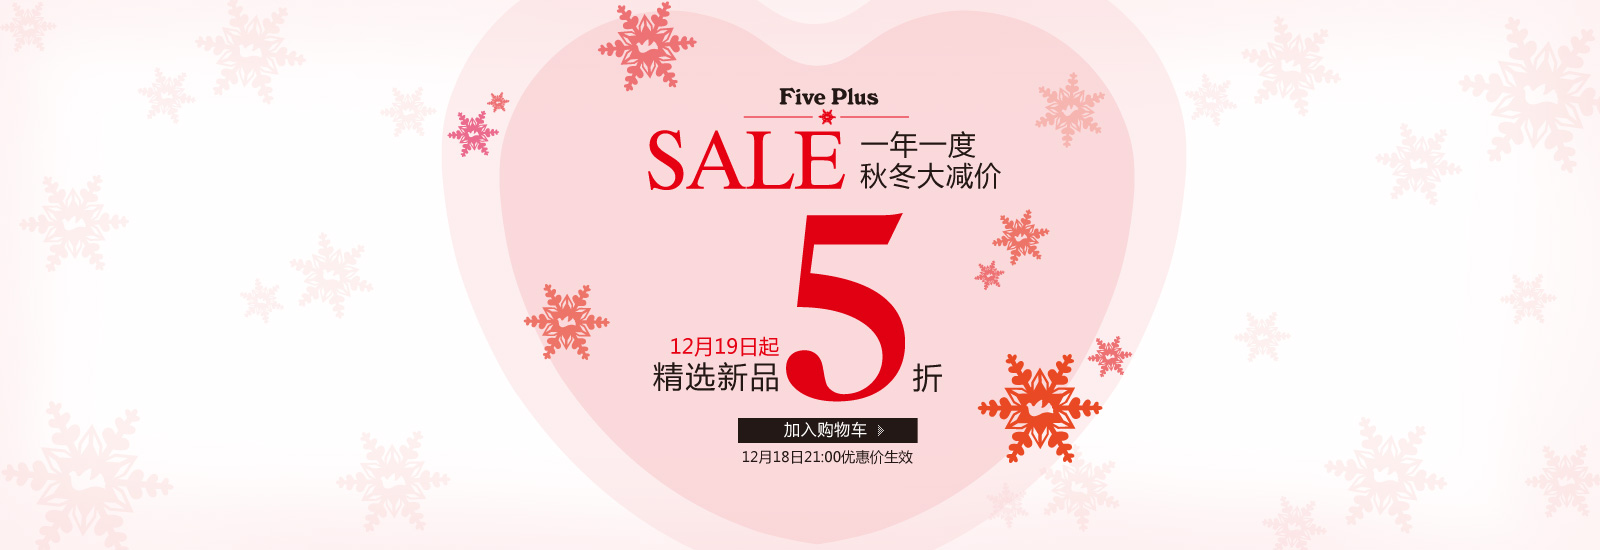 Five Plus
SALE
一年一度
秋冬大减价
12月19日起
精选新品5折
加入购物车
12月18日21:00优惠价生效